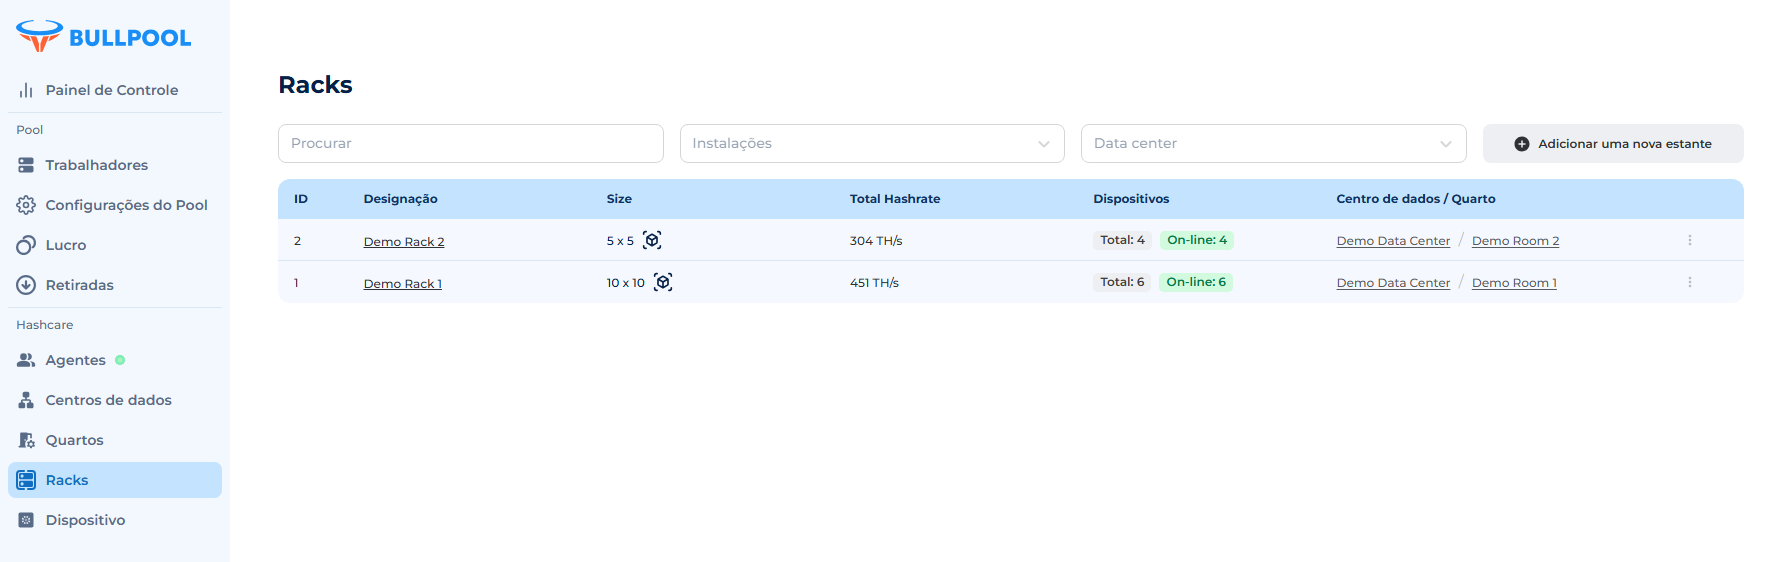 BULLPOOL
Painel de Controle
Pool
Trabalhadores
Configurações do Pool
Lucro
Retiradas
Hashcare
Agentes
Centros de dados
Quartos
Racks
Dispositivo
Racks
Procurar
Instalações
Data center
Adicionar uma nova estante
ID Designação Size Total Hashrate Dispositivos Centro de dados / Quarto
2 Demo Rack 2 5 x 5 304 TH/s Total: 4 On-line: 4 Demo Data Center / Demo Room 2
1 Demo Rack 1 10 x 10 451 TH/s Total: 6 On-line: 6 Demo Data Center / Demo Room 1